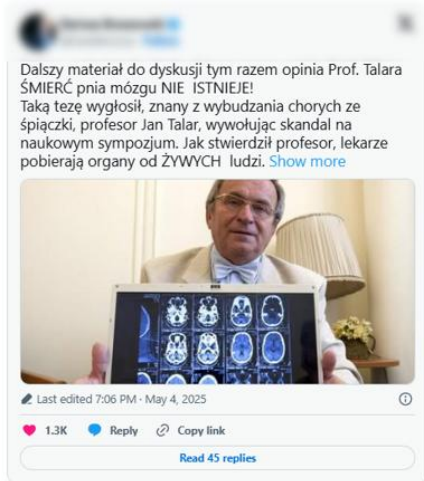 Dalszy materiał do dyskusji tym razem opinia Prof. Talara
ŚMIERĆ pnia mózgu NIE ISTNIEJE!
Taką tezę wygłosił, znany z wybudzania chorych ze
śpiączki, profesor Jan Talar, wywołując skandal na
naukowym sympozjum. Jak stwierdził profesor, lekarze
pobierają organy od ŻYWYCH ludzi. Show more
Last edited 7:06 PM · May 4, 2025
1.3K Reply Copy link
Read 45 replies